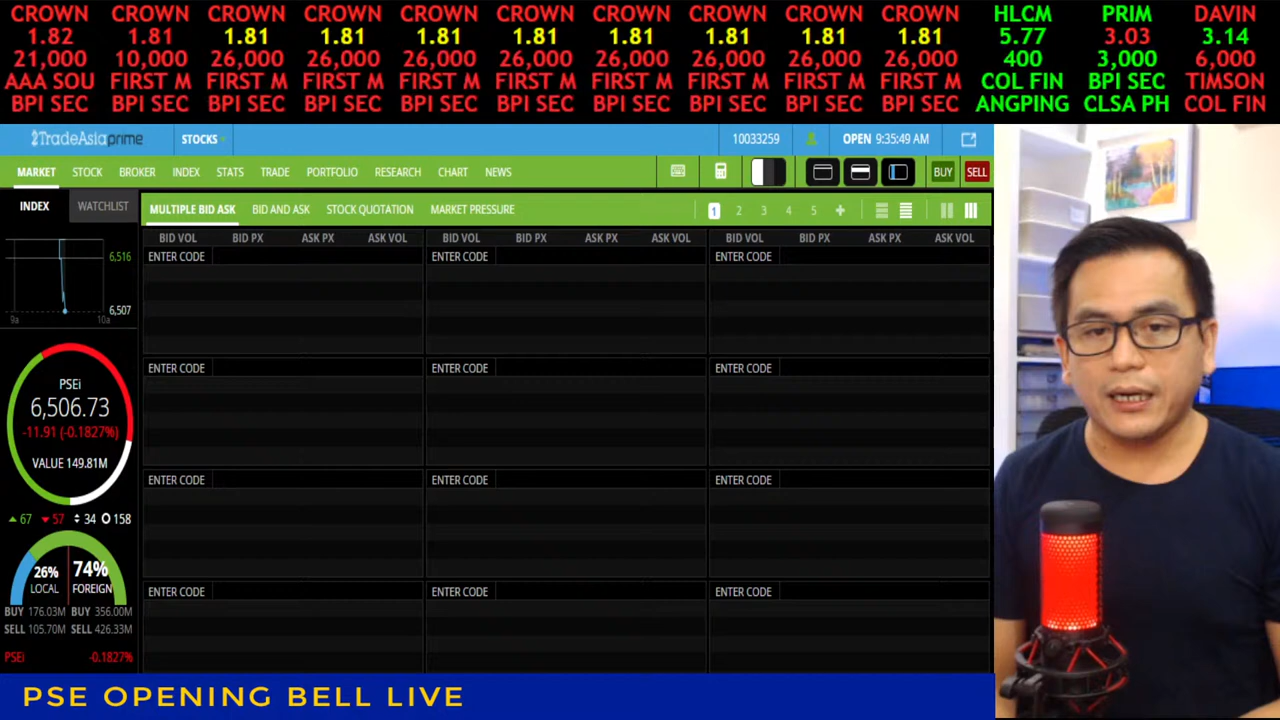 CROWN CROWN CROWN CROWN CROWN CROWN CROWN CROWN CROWN CROWN HLCM PRIM DAVIN
1.82 1.81 1.81 1.81 1.81 1.81 1.81 1.81 1.81 1.81 5.77 3.03 3.14
21,000 10,000 26,000 26,000 26,000 26,000 26,000 26,000 26,000 26,000 400 3,000 6,000
AAA SOU FIRST M FIRST M FIRST M FIRST M FIRST M FIRST M FIRST M FIRST M FIRST M COL FIN BPI SEC TIMSON
BPI SEC BPI SEC BPI SEC BPI SEC BPI SEC BPI SEC BPI SEC BPI SEC BPI SEC BPI SEC ANGPING CLSA PH COL FIN
2TradeAsiaprime STOCKS 10033259 OPEN 9:35:49 AM
MARKET STOCK BROKER INDEX STATS TRADE PORTFOLIO RESEARCH CHART NEWS BUY SELL
INDEX WATCHLIST MULTIPLE BID ASK BID AND ASK STOCK QUOTATION MARKET PRESSURE 1 2 3 4 5 +
BID VOL BID PX ASK PX ASK VOL BID VOL BID PX ASK PX ASK VOL BID VOL BID PX ASK PX ASK VOL
ENTER CODE ENTER CODE ENTER CODE
6,516
6,507
9a 10a
ENTER CODE ENTER CODE ENTER CODE
PSEi
6,506.73
-11.91 (-0.1827%)
VALUE 149.81M
ENTER CODE ENTER CODE ENTER CODE
67 57 34 158
26% 74%
LOCAL FOREIGN
ENTER CODE ENTER CODE ENTER CODE
BUY 176.03M BUY 356.00M
SELL 105.70M SELL 426.33M
PSEi -0.1827%
PSE OPENING BELL LIVE